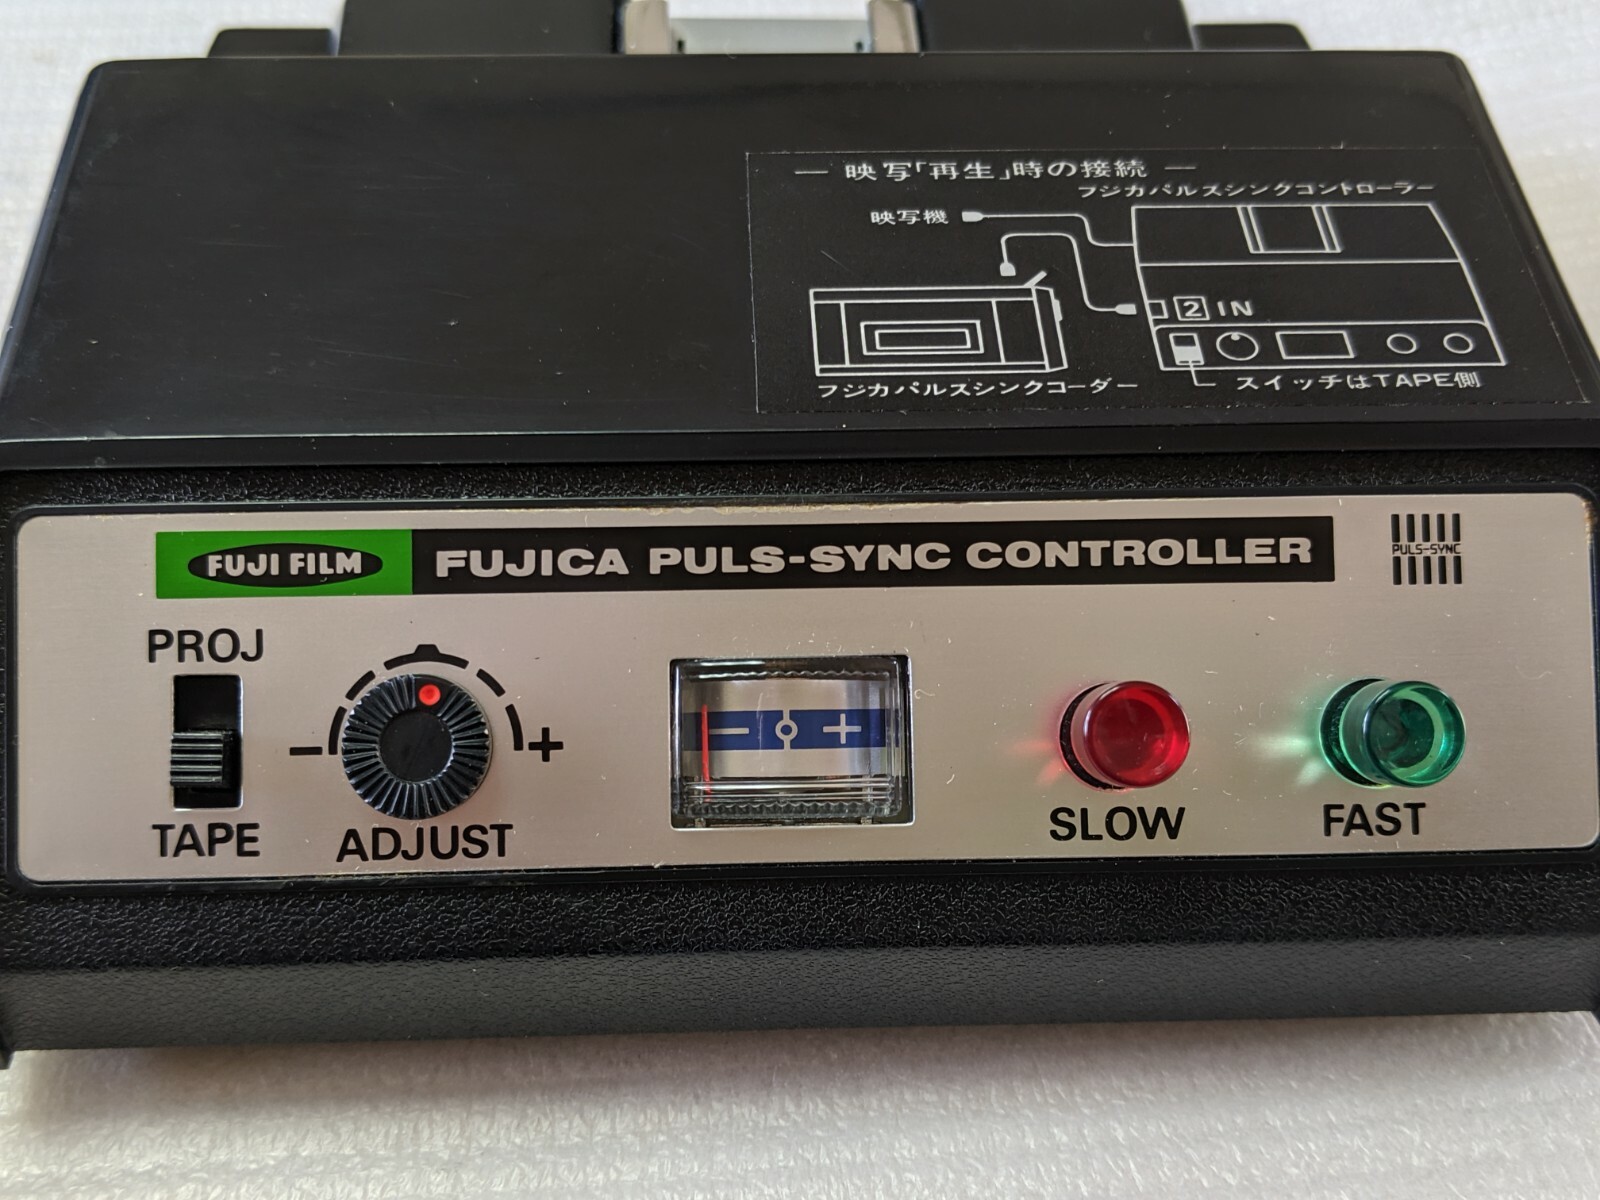 — 映写「再生」時の接続 —
フジカパルスシンクコントローラー
映写機
2 IN
フジカパルスシンクコーダー
スイッチはTAPE側
FUJI FILM FUJICA PULS-SYNC CONTROLLER
PULS-SYNC
PROJ
- +
- +
TAPE ADJUST SLOW FAST